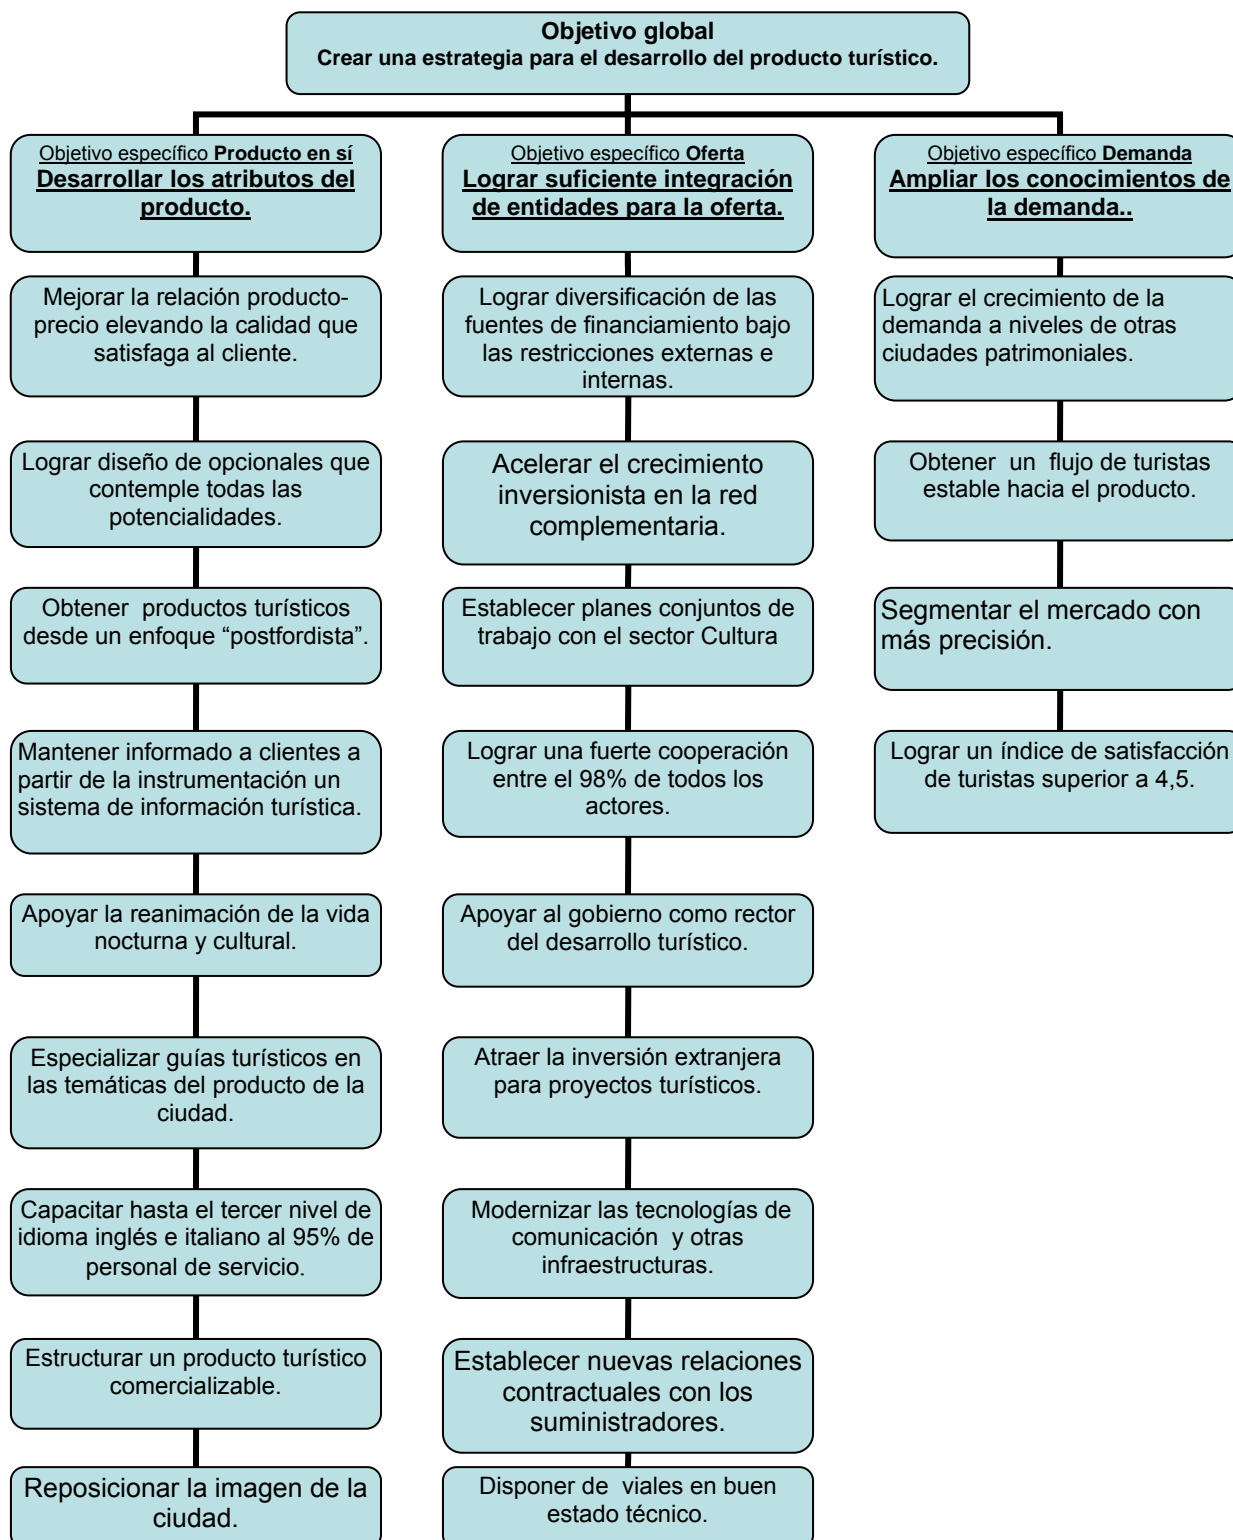 Objetivo global
Crear una estrategia para el desarrollo del producto turístico.
Objetivo específico Producto en sí
Desarrollar los atributos del
producto.
Mejorar la relación producto-
precio elevando la calidad que
satisfaga al cliente.
Lograr diseño de opcionales que
contemple todas las
potencialidades.
Obtener productos turísticos
desde un enfoque “postfordista”.
Mantener informado a clientes a
partir de la instrumentación un
sistema de información turística.
Apoyar la reanimación de la vida
nocturna y cultural.
Especializar guías turísticos en
las temáticas del producto de la
ciudad.
Capacitar hasta el tercer nivel de
idioma inglés e italiano al 95% de
personal de servicio.
Estructurar un producto turístico
comercializable.
Reposicionar la imagen de la
ciudad.
Objetivo específico Oferta
Lograr suficiente integración
de entidades para la oferta.
Lograr diversificación de las
fuentes de financiamiento bajo
las restricciones externas e
internas.
Acelerar el crecimiento
inversionista en la red
complementaria.
Establecer planes conjuntos de
trabajo con el sector Cultura
Lograr una fuerte cooperación
entre el 98% de todos los
actores.
Apoyar al gobierno como rector
del desarrollo turístico.
Atraer la inversión extranjera
para proyectos turísticos.
Modernizar las tecnologías de
comunicación y otras
infraestructuras.
Establecer nuevas relaciones
contractuales con los
suministradores.
Disponer de viales en buen
estado técnico.
Objetivo específico Demanda
Ampliar los conocimientos de
la demanda..
Lograr el crecimiento de la
demanda a niveles de otras
ciudades patrimoniales.
Obtener un flujo de turistas
estable hacia el producto.
Segmentar el mercado con
más precisión.
Lograr un índice de satisfacción
de turistas superior a 4,5.